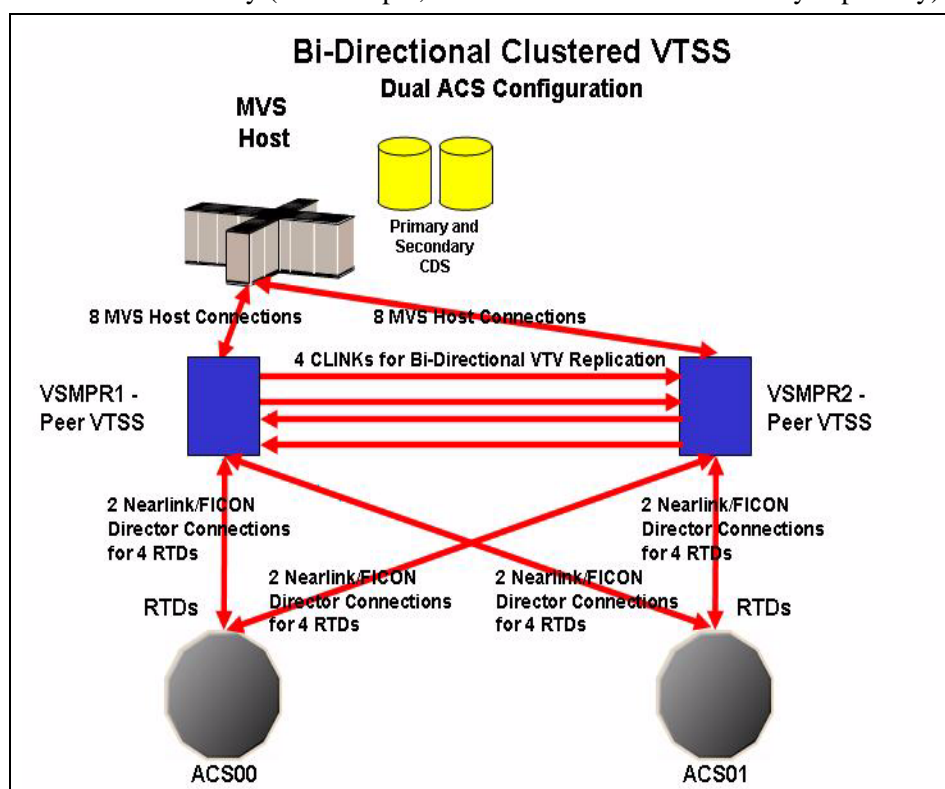 Bi-Directional Clustered VTSS
Dual ACS Configuration
MVS
Host
Primary and
Secondary
CDS
8 MVS Host Connections
8 MVS Host Connections
4 CLINKs for Bi-Directional VTV Replication
VSMPR1 -
Peer VTSS
VSMPR2 -
Peer VTSS
2 Nearlink/FICON
Director Connections
for 4 RTDs
2 Nearlink/FICON
Director Connections
for 4 RTDs
2 Nearlink/FICON
Director Connections
for 4 RTDs
2 Nearlink/FICON
Director Connections
for 4 RTDs
RTDs
RTDs
ACS00
ACS01